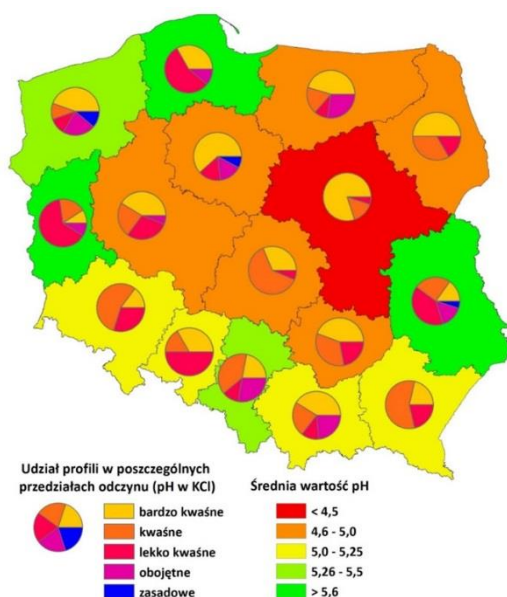 Udział profili w poszczególnych
przedziałach odczynu (pH w KCl)
bardzo kwaśne
kwaśne
lekko kwaśne
obojętne
zasadowe
Średnia wartość pH
< 4,5
4,6 - 5,0
5,0 - 5,25
5,26 - 5,5
> 5,6